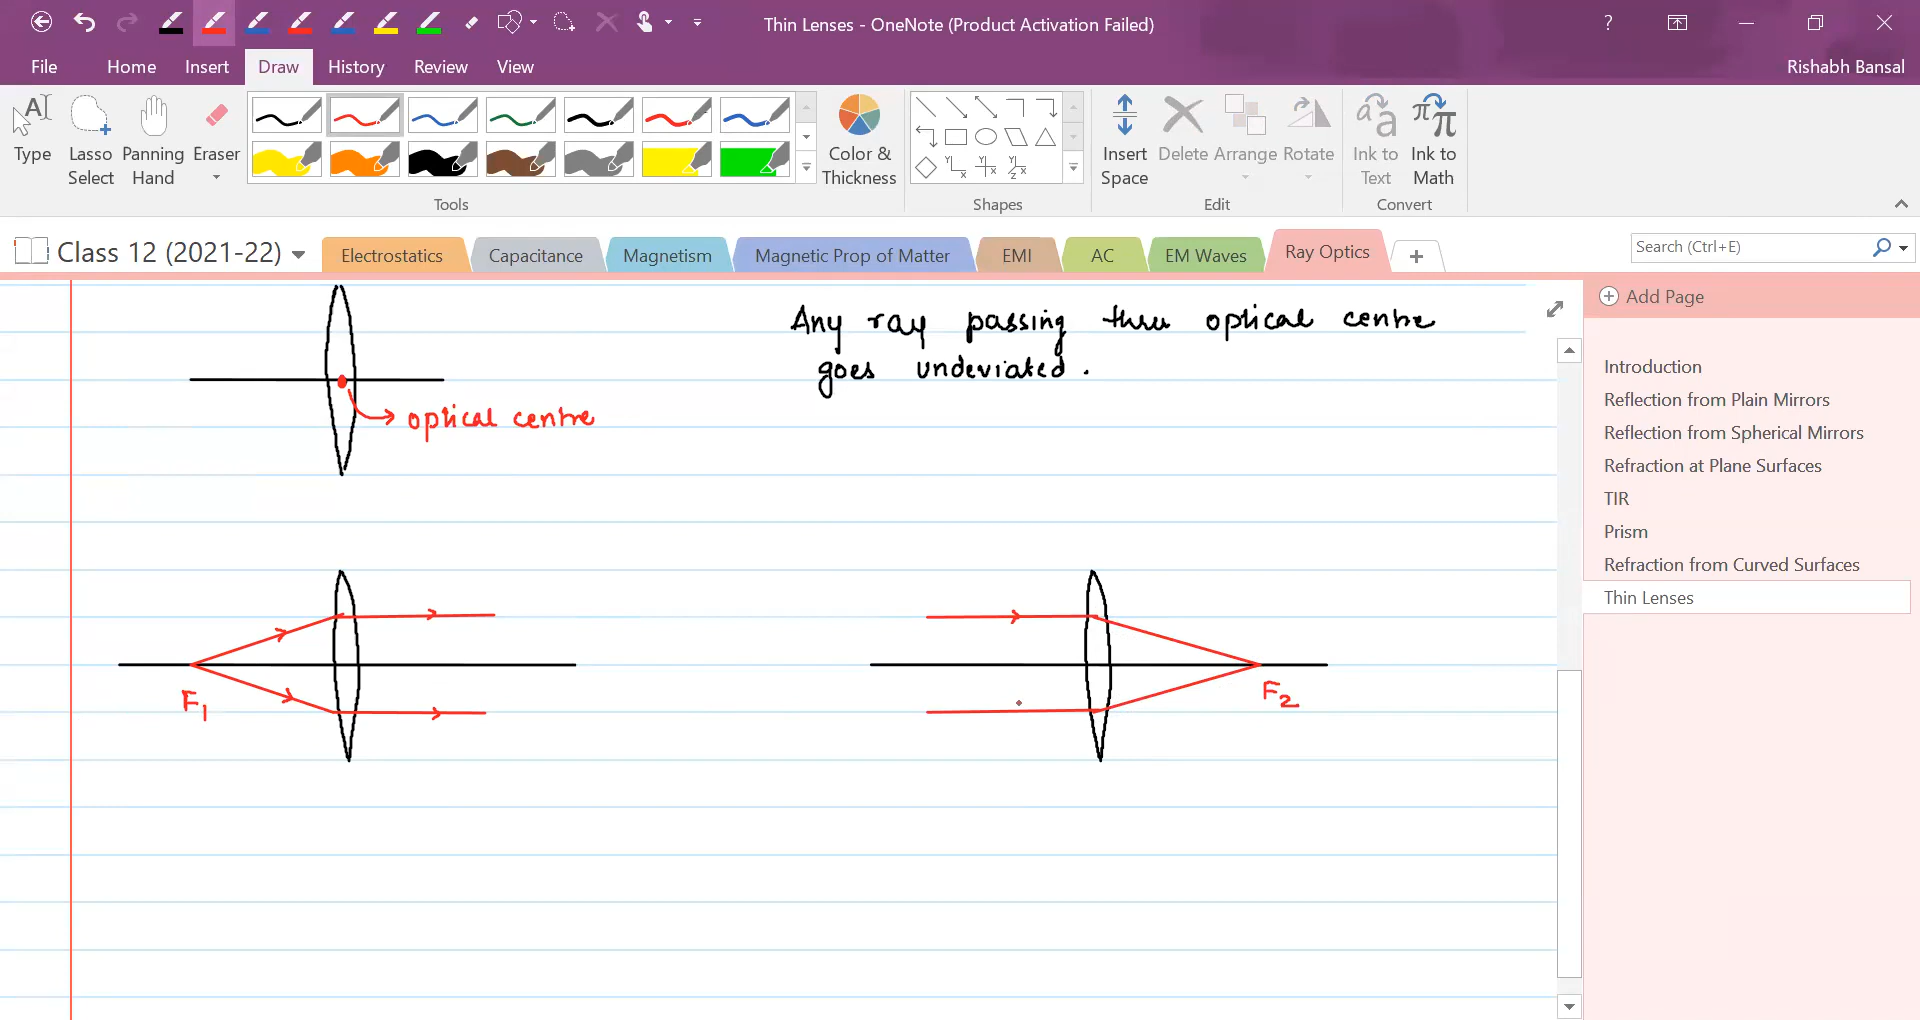 Thin Lenses - OneNote (Product Activation Failed)
?
File Home Insert Draw History Review View
Rishabh Bansal
Type
Lasso Select
Panning Hand
Eraser
Color & Thickness
Insert Space
Delete
Arrange
Rotate
Ink to Text
Ink to Math
Tools
Shapes
Edit
Convert
Class 12 (2021-22)
Electrostatics
Capacitance
Magnetism
Magnetic Prop of Matter
EMI
AC
EM Waves
Ray Optics
Search (Ctrl+E)
Add Page
Introduction
Reflection from Plain Mirrors
Reflection from Spherical Mirrors
Refraction at Plane Surfaces
TIR
Prism
Refraction from Curved Surfaces
Thin Lenses
Any ray passing thru optical centre
goes undeviated.
optical centre
F1
F2